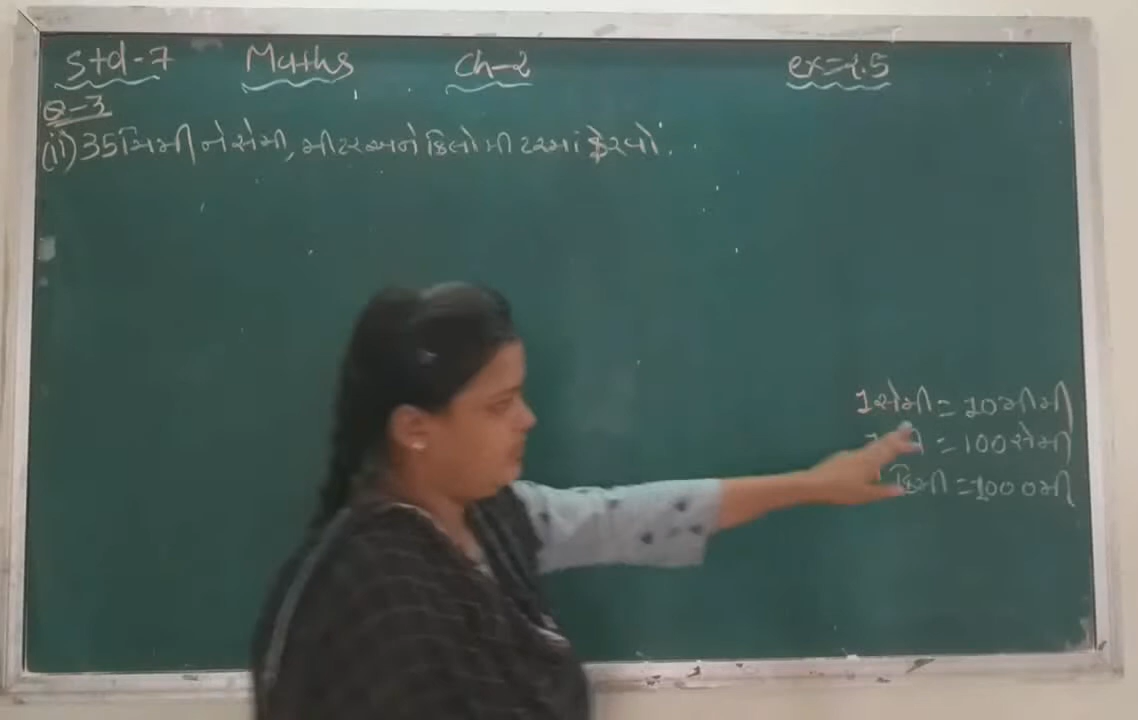 Std-7 Maths Ch-2 ex=2.5
Q-3
(ii) 35 મિમી ને સેમી, મીટર અને કિલોમીટરમાં ફેરવો.
1 સેમી = 10 મીમી
= 100 સેમી
કિમી = 1000 મી